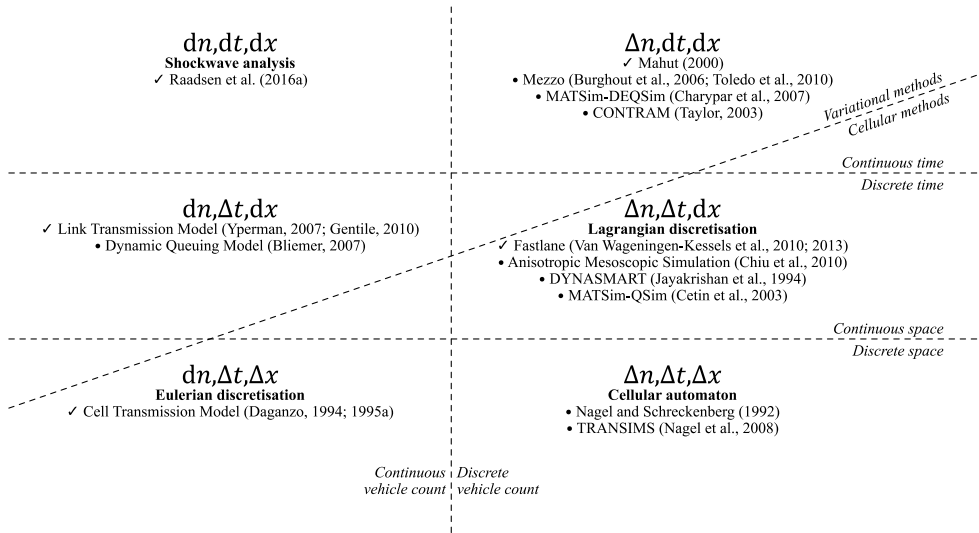 dn,dt,dx
Shockwave analysis
✓ Raadsen et al. (2016a)
Δn,dt,dx
✓ Mahut (2000)
• Mezzo (Burghout et al., 2006; Toledo et al., 2010)
• MATSim-DEQSim (Charypar et al., 2007)
• CONTRAM (Taylor, 2003)
Variational methods
Cellular methods
Continuous time
Discrete time
dn,Δt,dx
✓ Link Transmission Model (Yperman, 2007; Gentile, 2010)
• Dynamic Queuing Model (Bliemer, 2007)
Δn,Δt,dx
Lagrangian discretisation
✓ Fastlane (Van Wageningen-Kessels et al., 2010; 2013)
• Anisotropic Mesoscopic Simulation (Chiu et al., 2010)
• DYNASMART (Jayakrishan et al., 1994)
• MATSim-QSim (Cetin et al., 2003)
Continuous space
Discrete space
dn,Δt,Δx
Eulerian discretisation
✓ Cell Transmission Model (Daganzo, 1994; 1995a)
Δn,Δt,Δx
Cellular automaton
• Nagel and Schreckenberg (1992)
• TRANSIMS (Nagel et al., 2008)
Continuous
vehicle count
Discrete
vehicle count